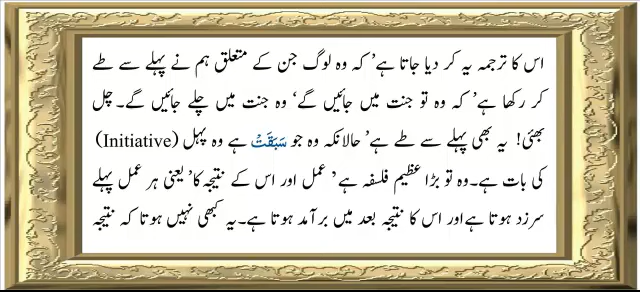 اس کا ترجمہ یہ کر دیا جاتا ہے’ کہ وہ لوگ جن کے متعلق ہم نے پہلے سے طے
کر رکھا ہے’ کہ وہ تو جنت میں جائیں گے‘ وہ جنت میں چلے جائیں گے۔ چل
بھئی! یہ بھی پہلے سے طے ہے’ حالانکہ وہ جو سَبَقَتْ ہے وہ پہل (Initiative)
کی بات ہے۔وہ تو بڑا عظیم فلسفہ ہے’ عمل اور اس کے نتیجہ کا’ یعنی ہر عمل پہلے
سرزد ہوتا ہے اور اس کا نتیجہ بعد میں برآمد ہوتا ہے۔یہ کبھی نہیں ہوتا کہ نتیجہ